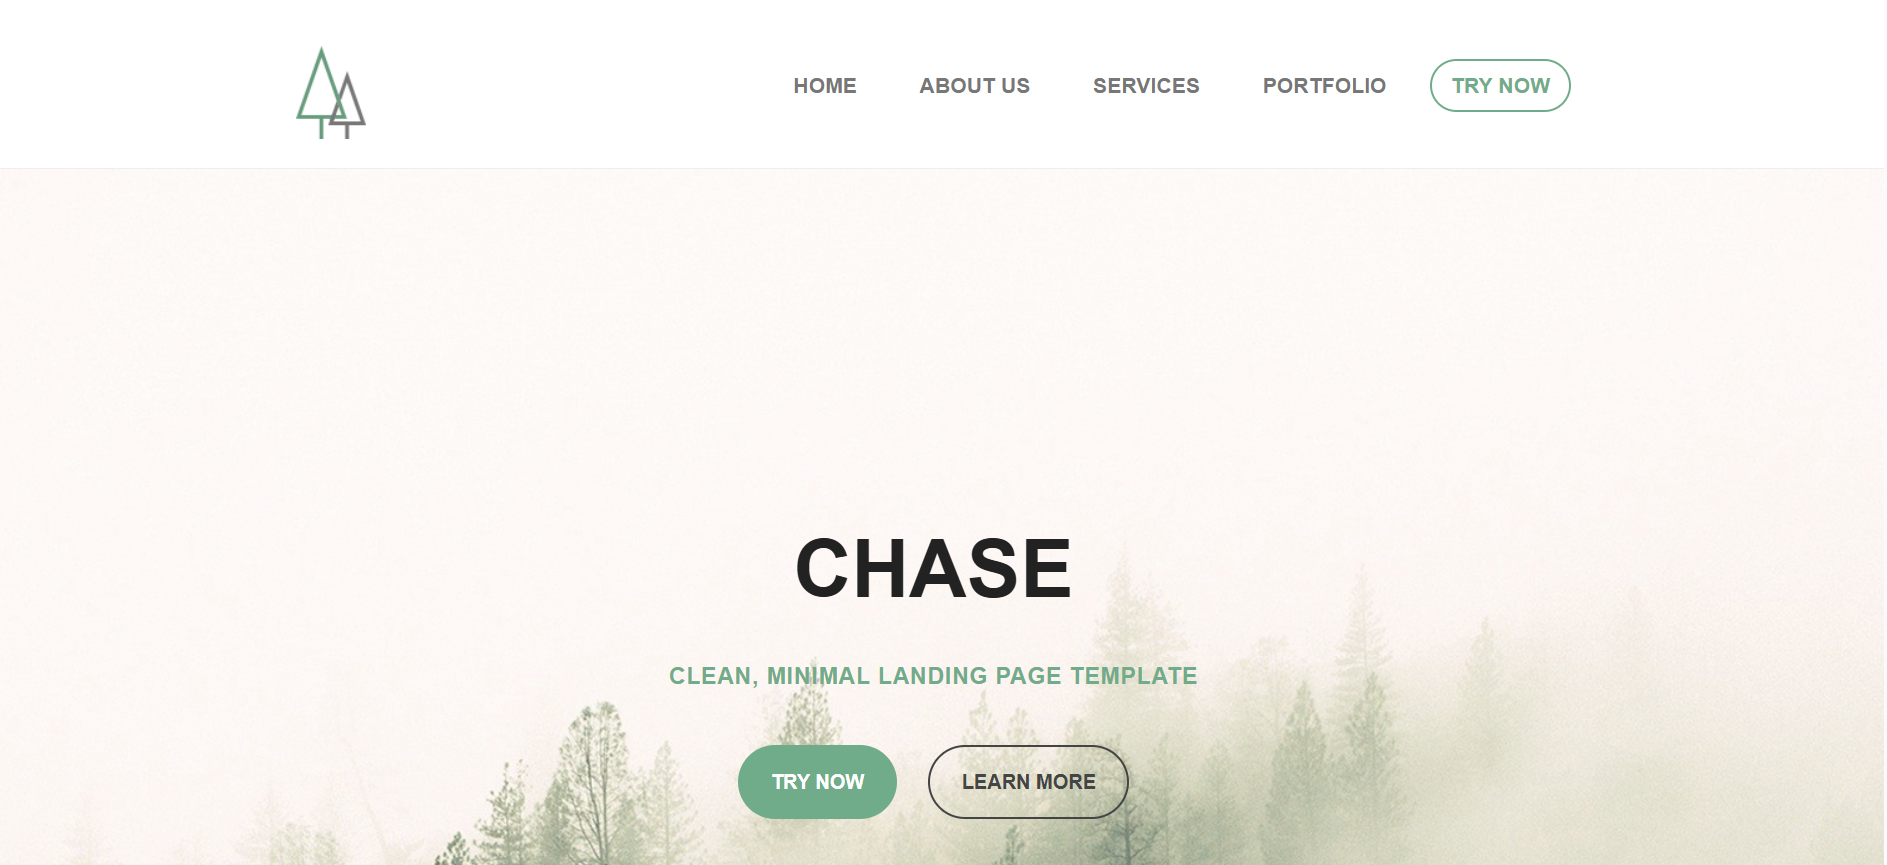 HOME ABOUT US SERVICES PORTFOLIO TRY NOW
CHASE
CLEAN, MINIMAL LANDING PAGE TEMPLATE
TRY NOW LEARN MORE